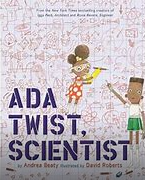 From the New York Times bestselling creators of
Iggy Peck, Architect and Rosie Revere, Engineer
ADA
TWIST,
SCIENTIST
by Andrea Beaty illustrated by David Roberts